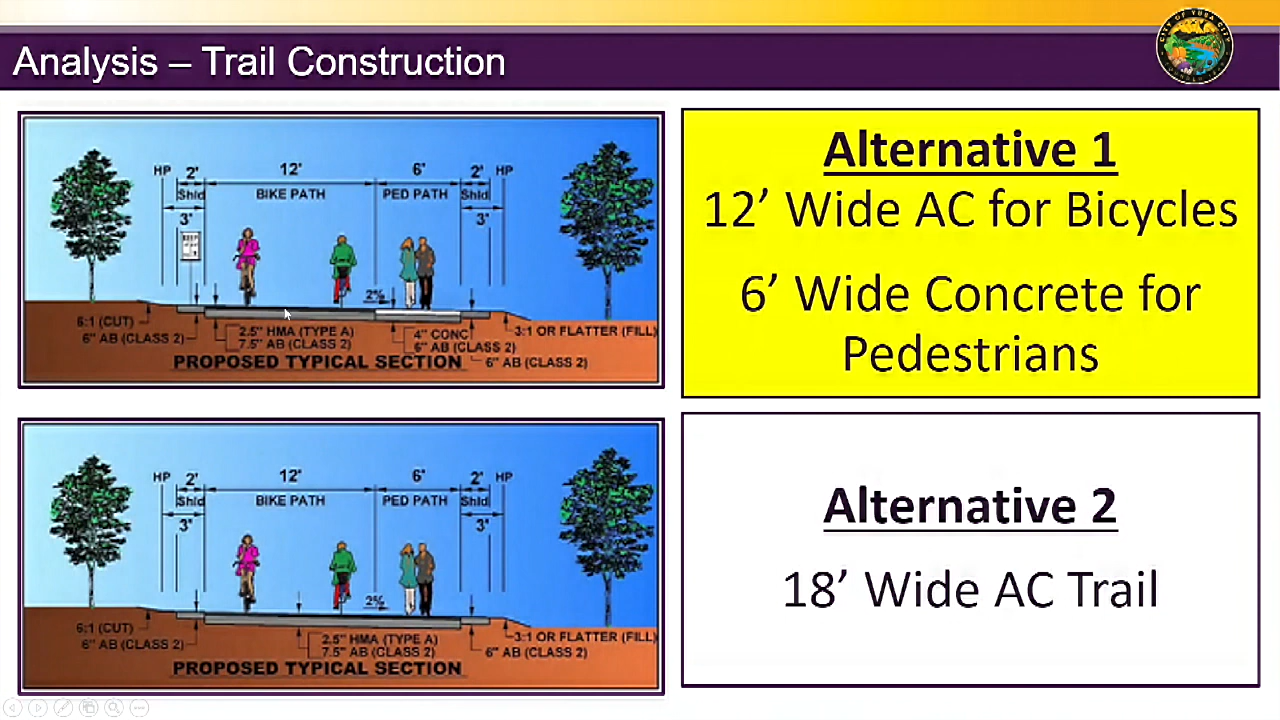 Analysis – Trail Construction
CITY OF YUBA CITY
HP 2' 12' 6' 2' HP
Shld BIKE PATH PED PATH Shld
3' 3'
KEEP
2%
6:1 (CUT)
6" AB (CLASS 2)
2.5" HMA (TYPE A)
7.5" AB (CLASS 2)
4" CONC
6" AB (CLASS 2)
3:1 OR FLATTER (FILL)
6" AB (CLASS 2)
PROPOSED TYPICAL SECTION
Alternative 1
12’ Wide AC for Bicycles
6’ Wide Concrete for
Pedestrians
HP 2' 12' 6' 2' HP
Shld BIKE PATH PED PATH Shld
3' 3'
2%
6:1 (CUT)
6" AB (CLASS 2)
2.5" HMA (TYPE A)
7.5" AB (CLASS 2)
3:1 OR FLATTER (FILL)
6" AB (CLASS 2)
PROPOSED TYPICAL SECTION
Alternative 2
18’ Wide AC Trail